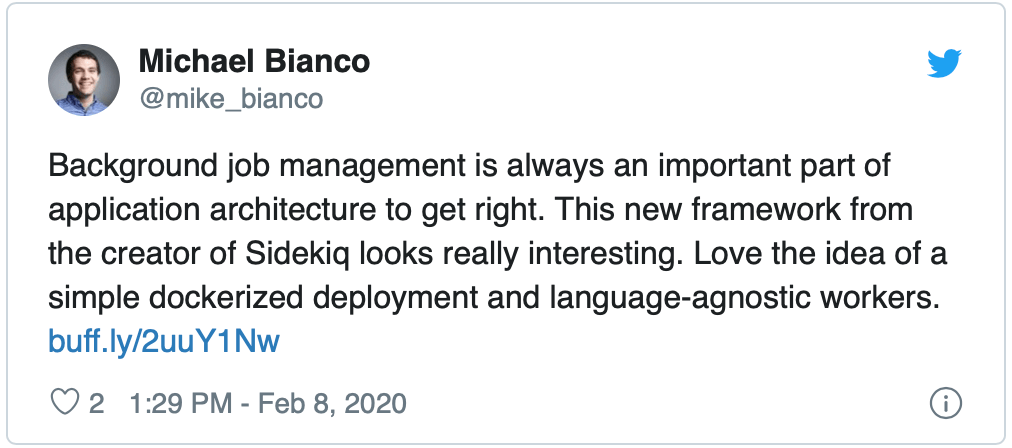 Michael Bianco
@mike_bianco
Background job management is always an important part of
application architecture to get right. This new framework from
the creator of Sidekiq looks really interesting. Love the idea of a
simple dockerized deployment and language-agnostic workers.
buff.ly/2uuY1Nw
2 1:29 PM - Feb 8, 2020